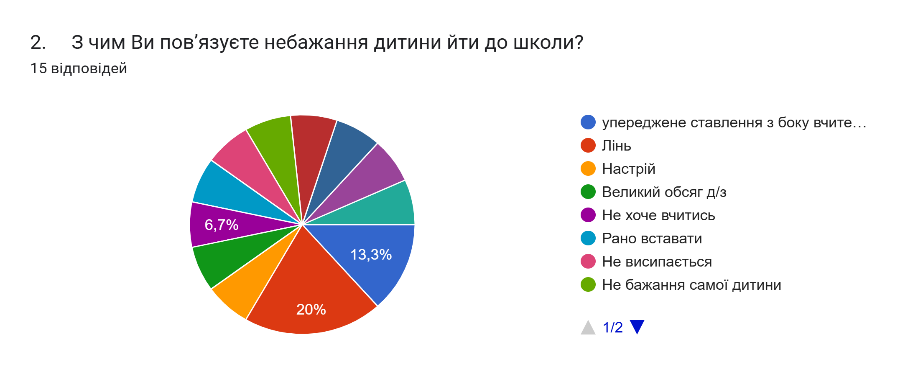 2. З чим Ви пов’язуєте небажання дитини йти до школи?
15 відповідей
упереджене ставлення з боку вчите…
Лінь
Настрій
Великий обсяг д/з
Не хоче вчитись
Рано вставати
Не висипається
Не бажання самої дитини
1/2
6,7%
13,3%
20%